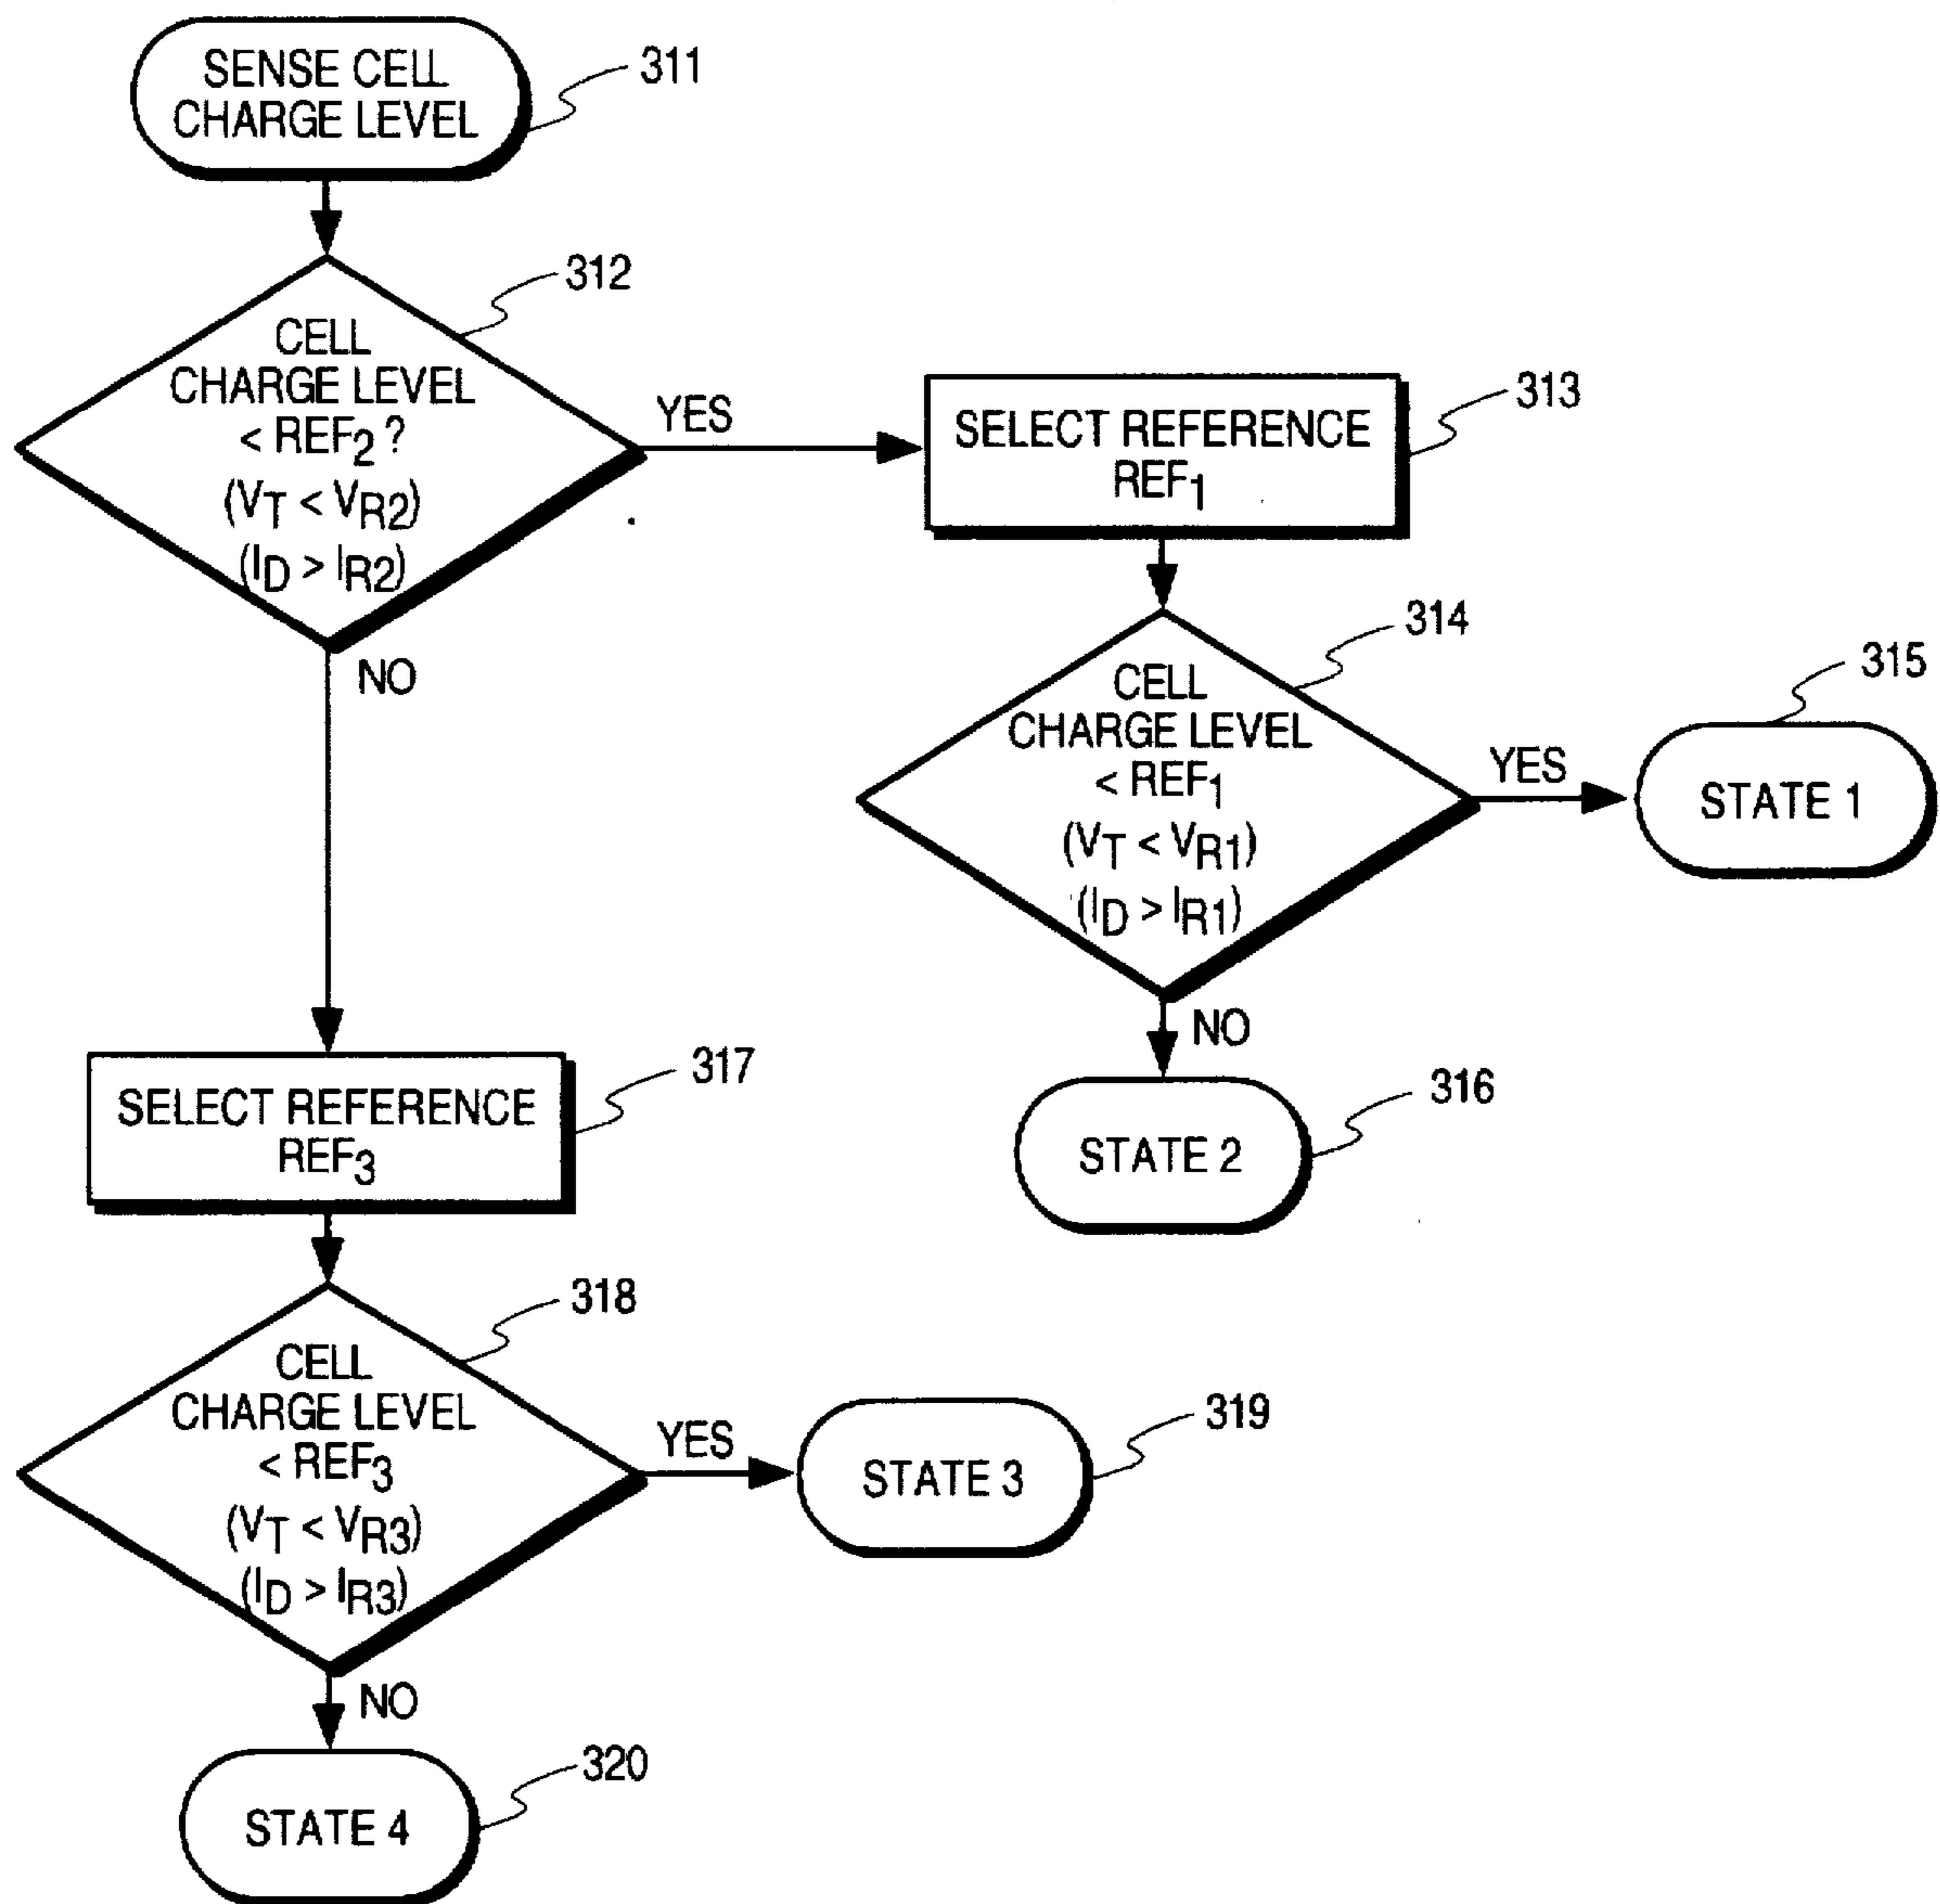 SENSE CELL
CHARGE LEVEL
311
312
CELL
CHARGE LEVEL
< REF2 ?
(VT < VR2)
(ID > IR2)
YES
NO
313
SELECT REFERENCE
REF1
314
CELL
CHARGE LEVEL
< REF1
(VT < VR1)
(ID > IR1)
YES
NO
315
STATE 1
316
STATE 2
317
SELECT REFERENCE
REF3
318
CELL
CHARGE LEVEL
< REF3
(VT < VR3)
(ID > IR3)
YES
NO
319
STATE 3
320
STATE 4